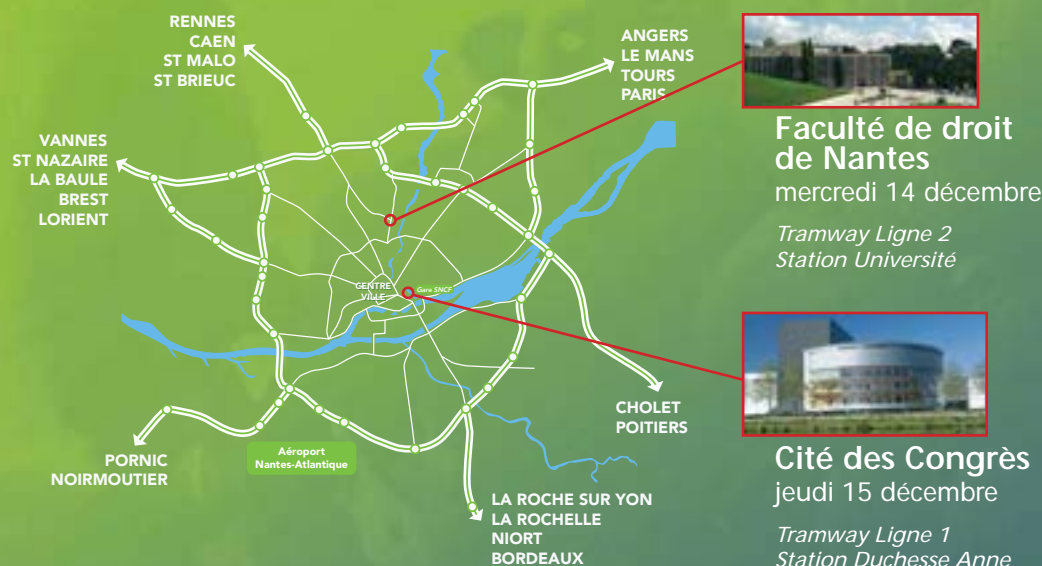 RENNES
CAEN
ST MALO
ST BRIEUC
ANGERS
LE MANS
TOURS
PARIS
VANNES
ST NAZAIRE
LA BAULE
BREST
LORIENT
CENTRE
VILLE
Gare SNCF
CHOLET
POITIERS
PORNIC
NOIRMOUTIER
Aéroport
Nantes-Atlantique
LA ROCHE SUR YON
LA ROCHELLE
NIORT
BORDEAUX
Faculté de droit
de Nantes
mercredi 14 décembre
Tramway Ligne 2
Station Université
Cité des Congrès
jeudi 15 décembre
Tramway Ligne 1
Station Duchesse Anne